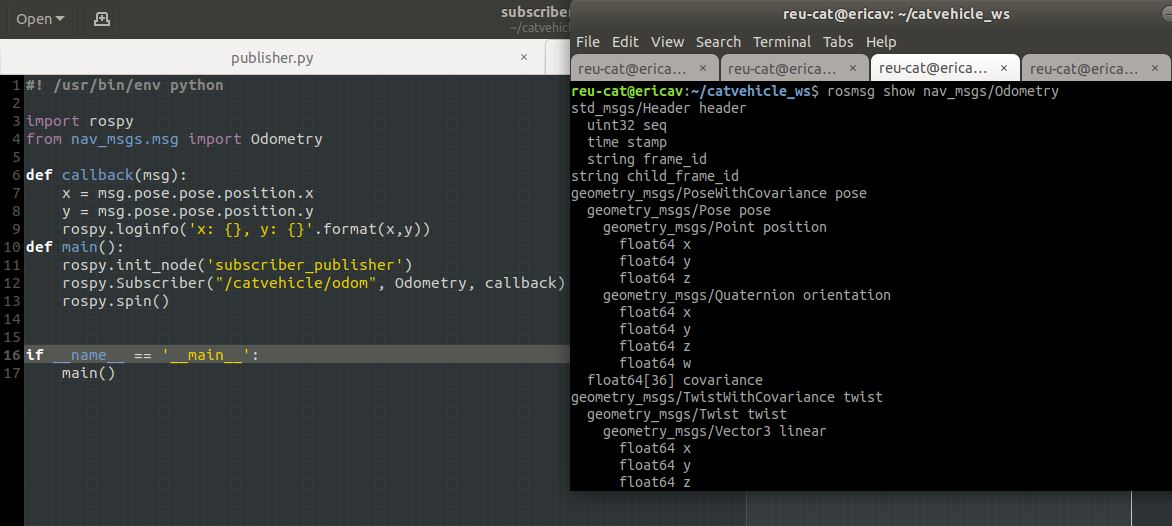 Open
subscriber
~/catvehicle
publisher.py ×
1 #! /usr/bin/env python
2
3 import rospy
4 from nav_msgs.msg import Odometry
5
6 def callback(msg):
7     x = msg.pose.pose.position.x
8     y = msg.pose.pose.position.y
9     rospy.loginfo('x: {}, y: {}'.format(x,y))
10 def main():
11     rospy.init_node('subscriber_publisher')
12     rospy.Subscriber("/catvehicle/odom", Odometry, callback)
13     rospy.spin()
14
15
16 if __name__ == '__main__':
17     main()
reu-cat@ericav: ~/catvehicle_ws
File Edit View Search Terminal Tabs Help
reu-cat@erica... × reu-cat@erica... × reu-cat@erica... × reu-cat@erica... ×
reu-cat@ericav:~/catvehicle_ws$ rosmsg show nav_msgs/Odometry
std_msgs/Header header
  uint32 seq
  time stamp
  string frame_id
string child_frame_id
geometry_msgs/PoseWithCovariance pose
  geometry_msgs/Pose pose
    geometry_msgs/Point position
      float64 x
      float64 y
      float64 z
    geometry_msgs/Quaternion orientation
      float64 x
      float64 y
      float64 z
      float64 w
  float64[36] covariance
geometry_msgs/TwistWithCovariance twist
  geometry_msgs/Twist twist
    geometry_msgs/Vector3 linear
      float64 x
      float64 y
      float64 z